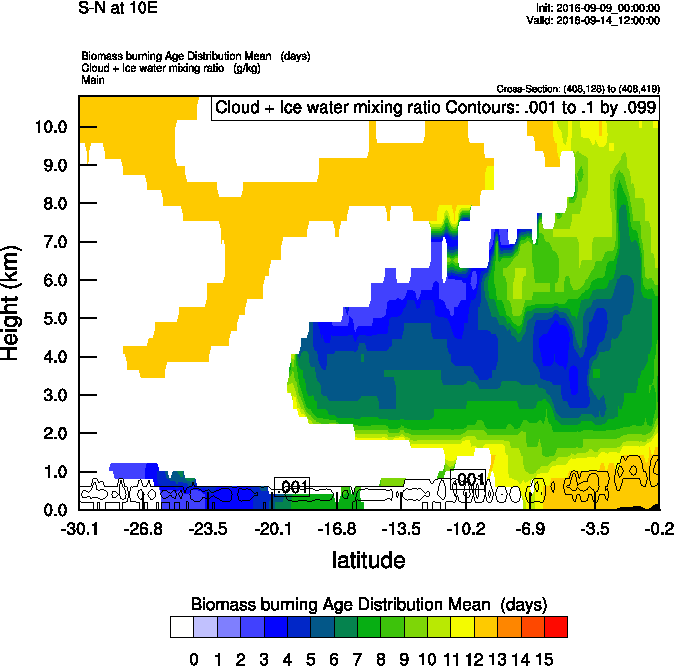 S-N at 10E
Init: 2016-09-09_00:00:00
Valid: 2016-09-14_12:00:00
Biomass burning Age Distribution Mean (days)
Cloud + Ice water mixing ratio (g/kg)
Main
Cross-Section: (408,128) to (408,419)
Cloud + Ice water mixing ratio Contours: .001 to .1 by .099
10.0
9.0
8.0
7.0
6.0
5.0
4.0
3.0
2.0
1.0
0.0
Height (km)
.001
.001
-30.1 -26.8 -23.5 -20.1 -16.8 -13.5 -10.2 -6.9 -3.5 -0.2
latitude
Biomass burning Age Distribution Mean (days)
0 1 2 3 4 5 6 7 8 9 10 11 12 13 14 15